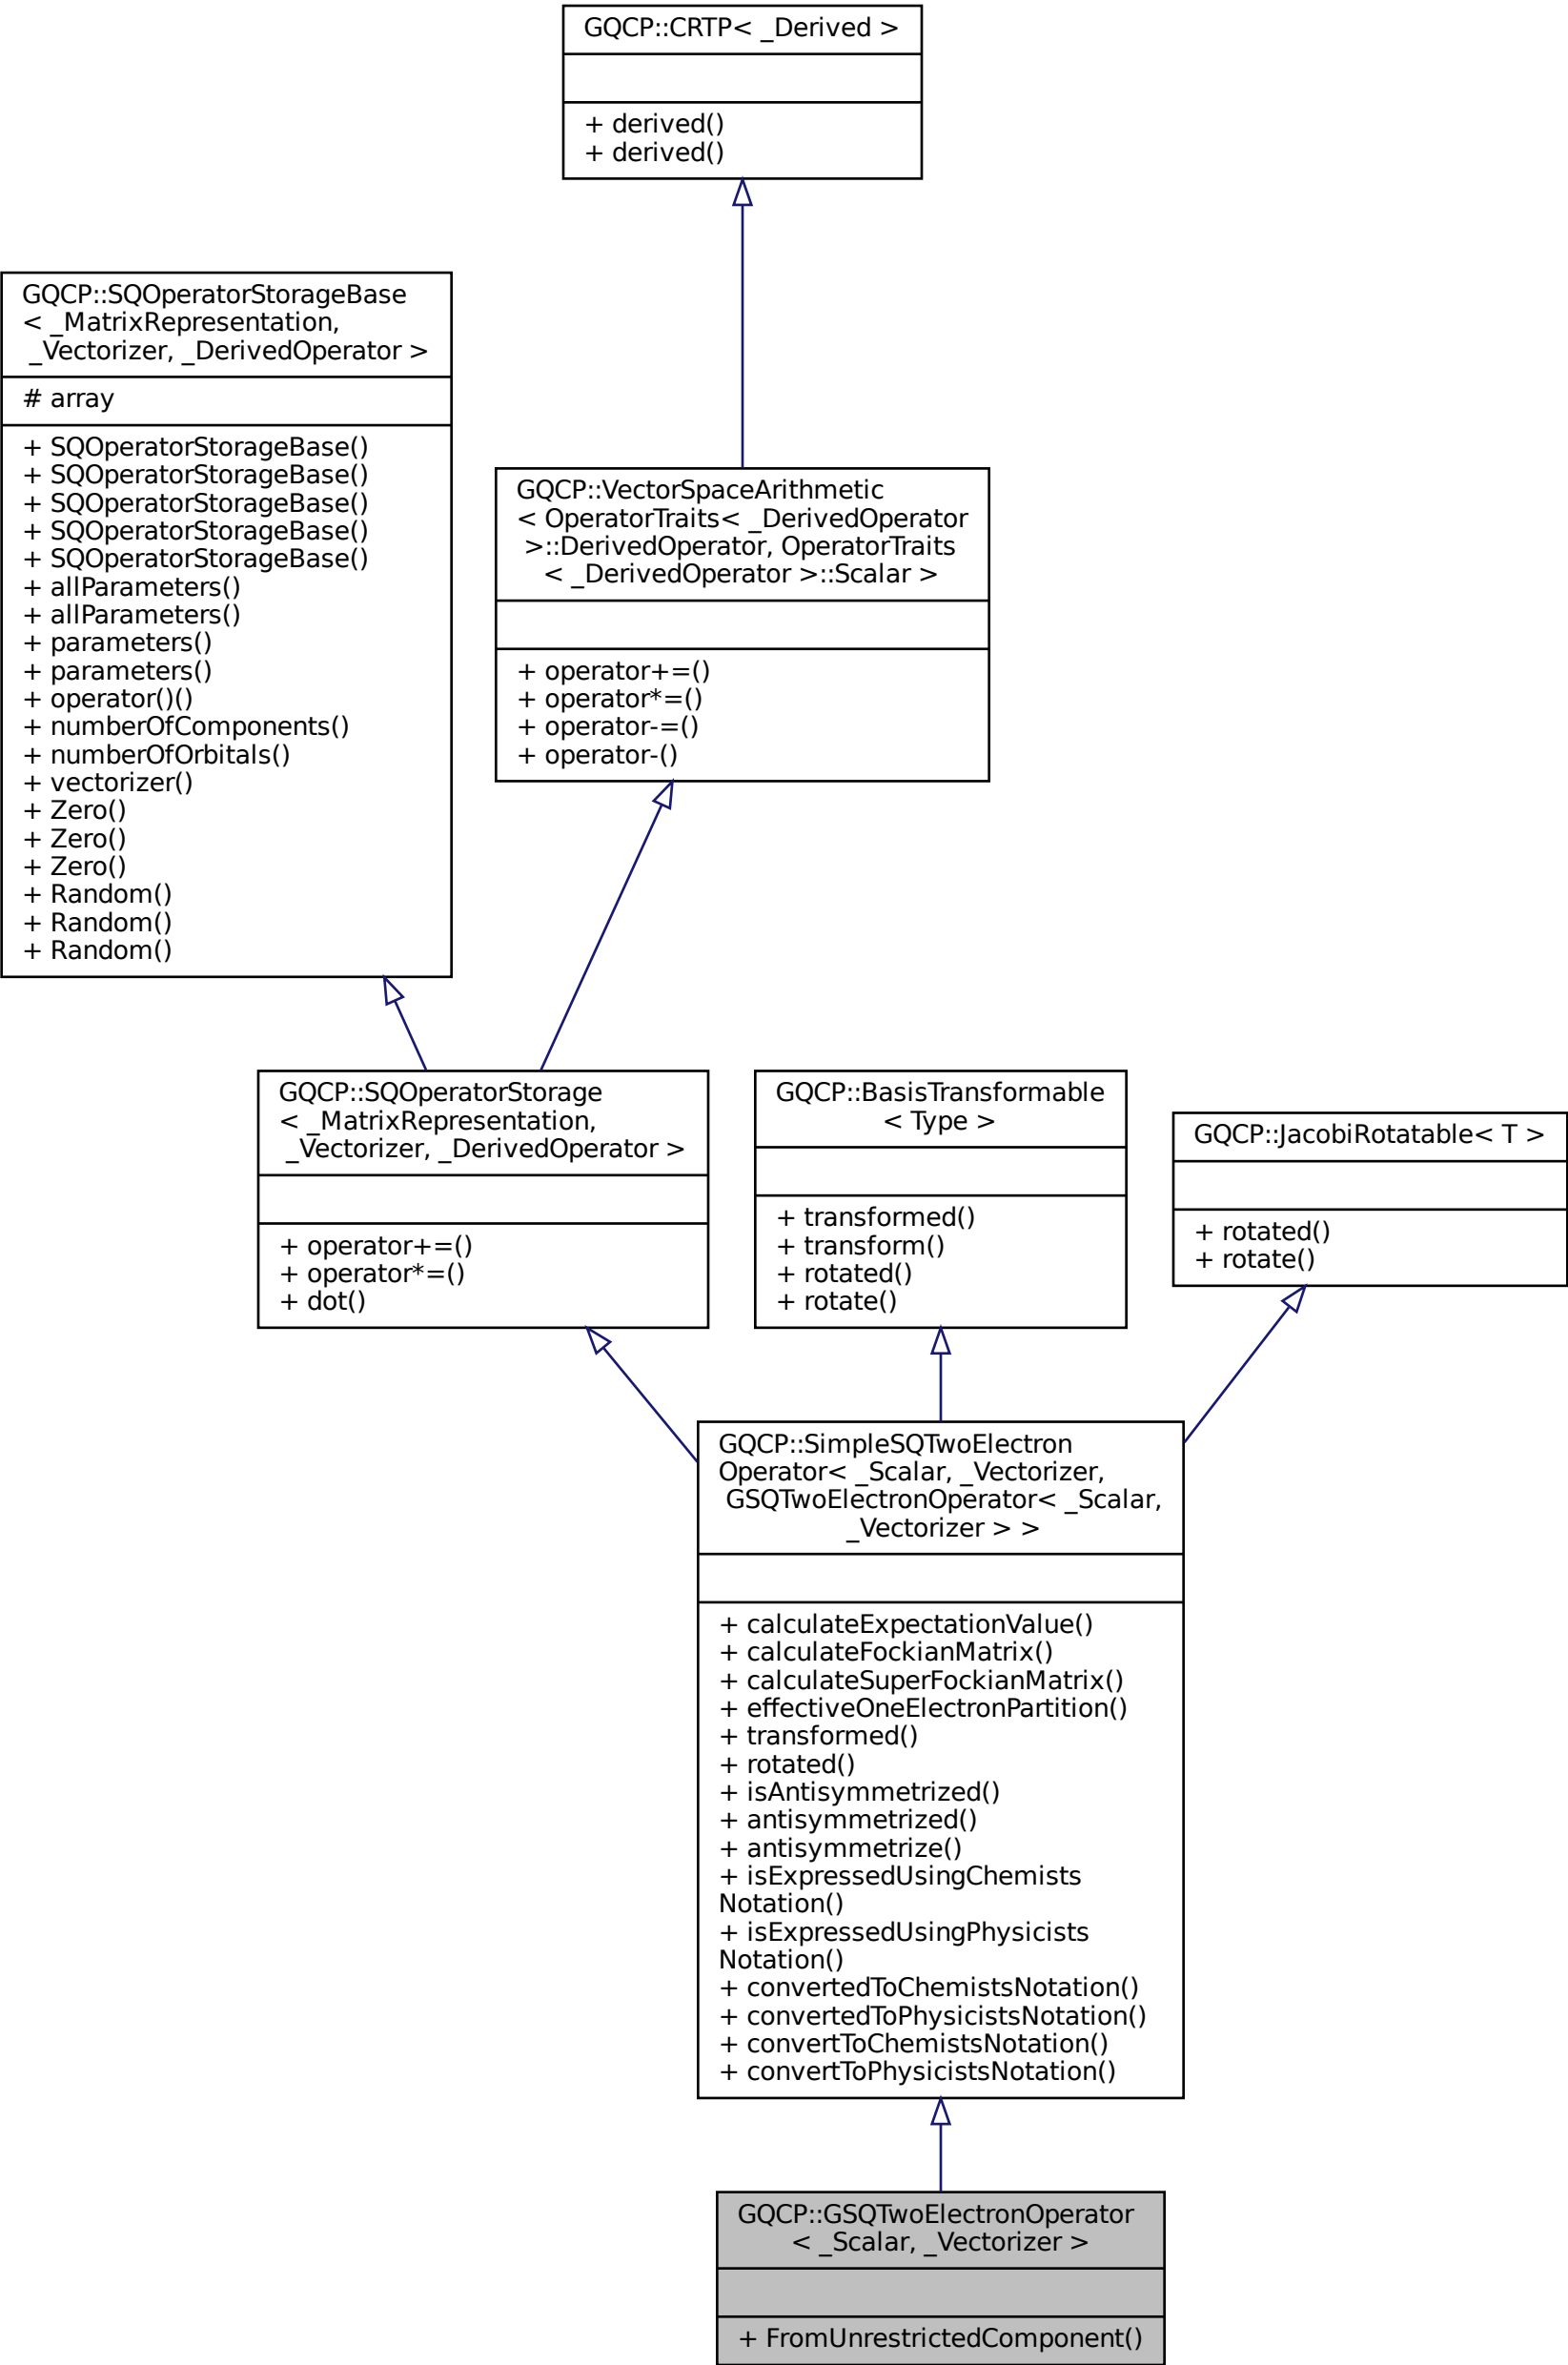 GQCP::CRTP< _Derived >
+ derived()
+ derived()
GQCP::SQOperatorStorageBase
< _MatrixRepresentation,
_Vectorizer, _DerivedOperator >
# array
+ SQOperatorStorageBase()
+ SQOperatorStorageBase()
+ SQOperatorStorageBase()
+ SQOperatorStorageBase()
+ SQOperatorStorageBase()
+ allParameters()
+ allParameters()
+ parameters()
+ parameters()
+ operator()()
+ numberOfComponents()
+ numberOfOrbitals()
+ vectorizer()
+ Zero()
+ Zero()
+ Zero()
+ Random()
+ Random()
+ Random()
GQCP::VectorSpaceArithmetic
< OperatorTraits< _DerivedOperator
>::DerivedOperator, OperatorTraits
< _DerivedOperator >::Scalar >
+ operator+=()
+ operator*=()
+ operator-=()
+ operator-()
GQCP::SQOperatorStorage
< _MatrixRepresentation,
_Vectorizer, _DerivedOperator >
+ operator+=()
+ operator*=()
+ dot()
GQCP::BasisTransformable
< Type >
+ transformed()
+ transform()
+ rotated()
+ rotate()
GQCP::JacobiRotatable< T >
+ rotated()
+ rotate()
GQCP::SimpleSQTwoElectron
Operator< _Scalar, _Vectorizer,
GSQTwoElectronOperator< _Scalar,
_Vectorizer > >
+ calculateExpectationValue()
+ calculateFockianMatrix()
+ calculateSuperFockianMatrix()
+ effectiveOneElectronPartition()
+ transformed()
+ rotated()
+ isAntisymmetrized()
+ antisymmetrized()
+ antisymmetrize()
+ isExpressedUsingChemists
Notation()
+ isExpressedUsingPhysicists
Notation()
+ convertedToChemistsNotation()
+ convertedToPhysicistsNotation()
+ convertToChemistsNotation()
+ convertToPhysicistsNotation()
GQCP::GSQTwoElectronOperator
< _Scalar, _Vectorizer >
+ FromUnrestrictedComponent()